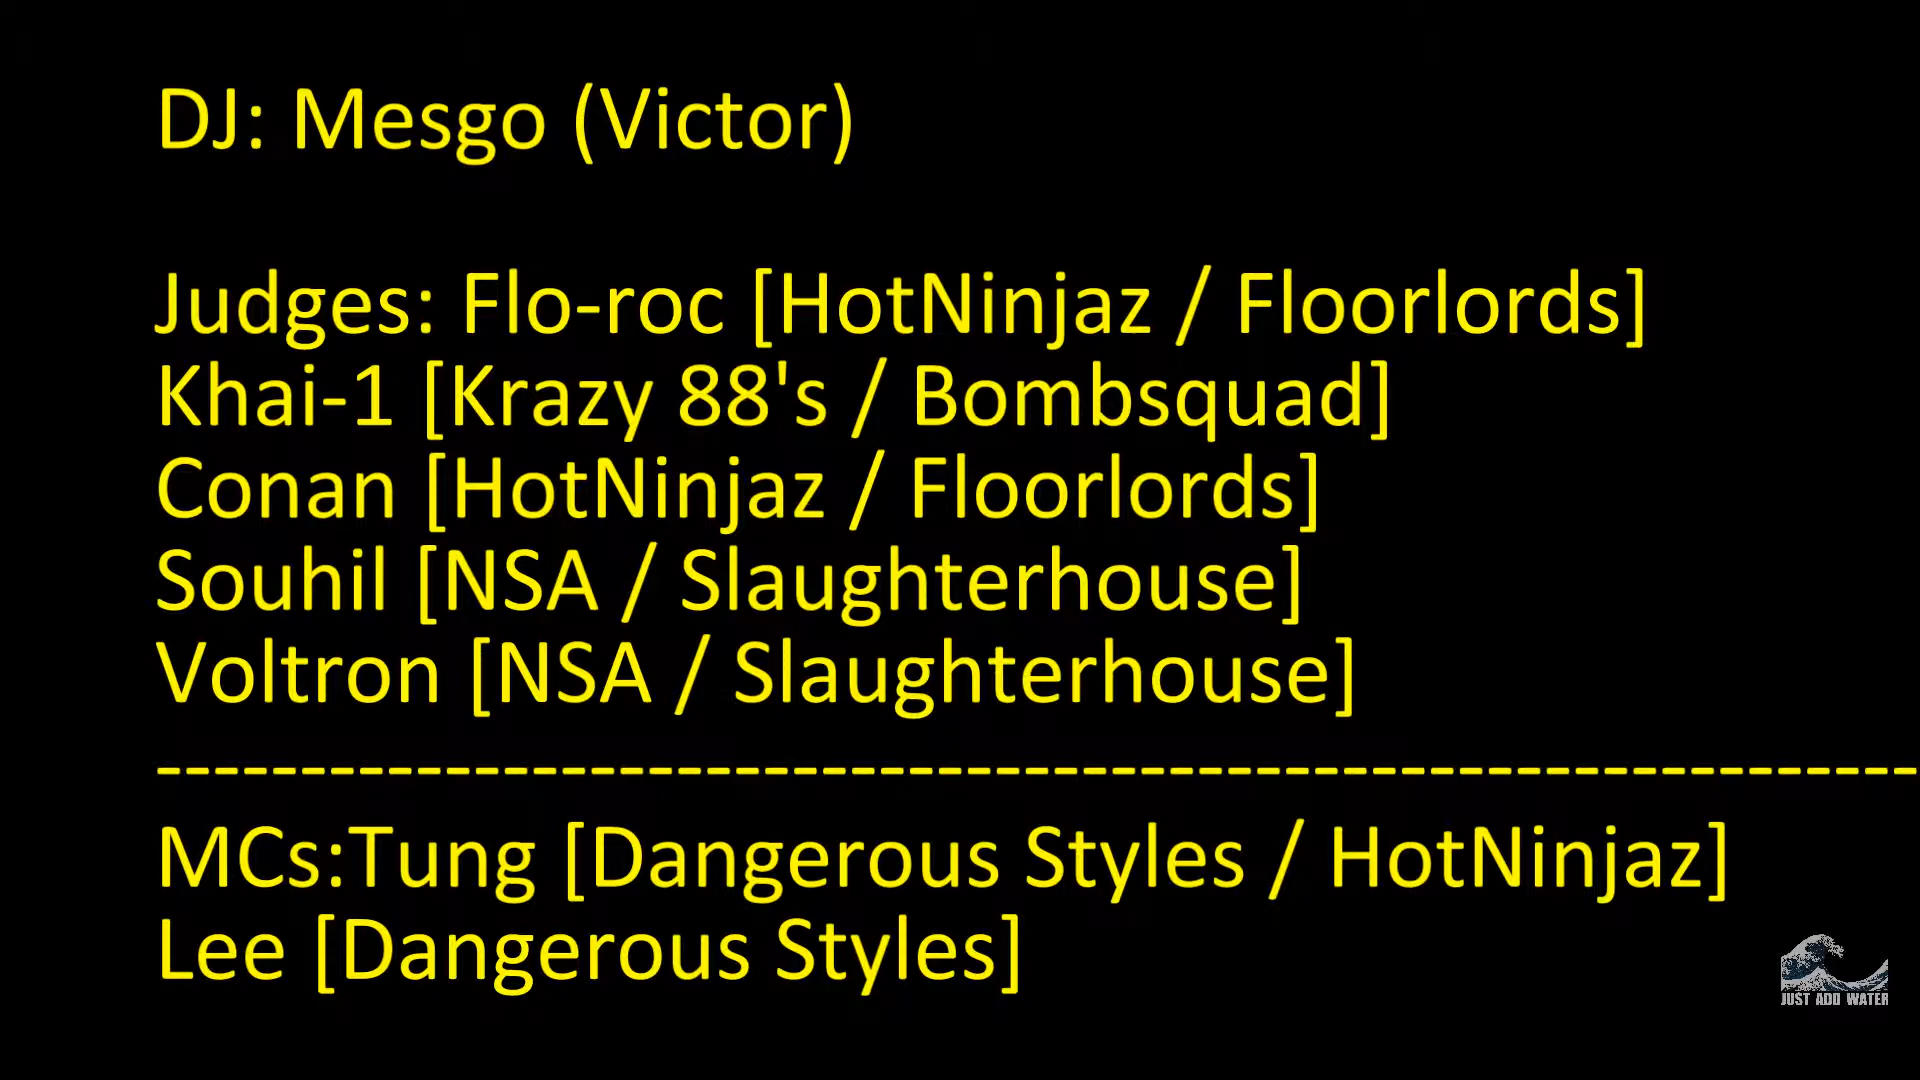 DJ: Mesgo (Victor)
Judges: Flo-roc [HotNinjaz / Floorlords]
Khai-1 [Krazy 88's / Bombsquad]
Conan [HotNinjaz / Floorlords]
Souhil [NSA / Slaughterhouse]
Voltron [NSA / Slaughterhouse]
-------------------------------------------------------------
MCs:Tung [Dangerous Styles / HotNinjaz]
Lee [Dangerous Styles]
JUST ADD WATER